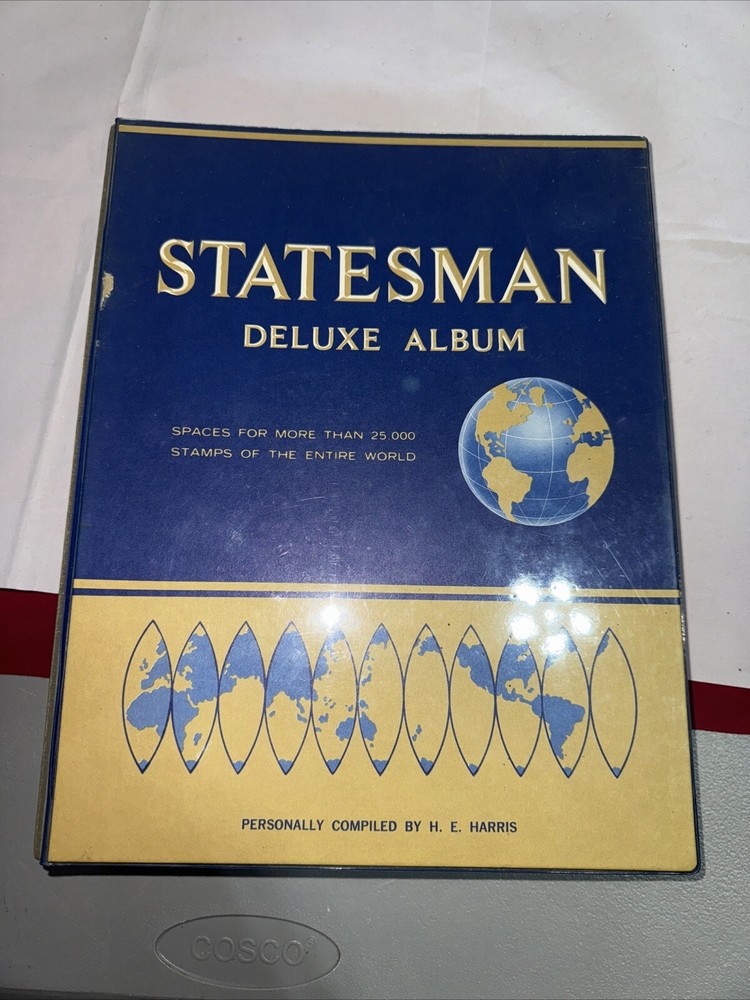 STATESMAN
DELUXE ALBUM
SPACES FOR MORE THAN 25.000
STAMPS OF THE ENTIRE WORLD
PERSONALLY COMPILED BY H. E. HARRIS
COSCO